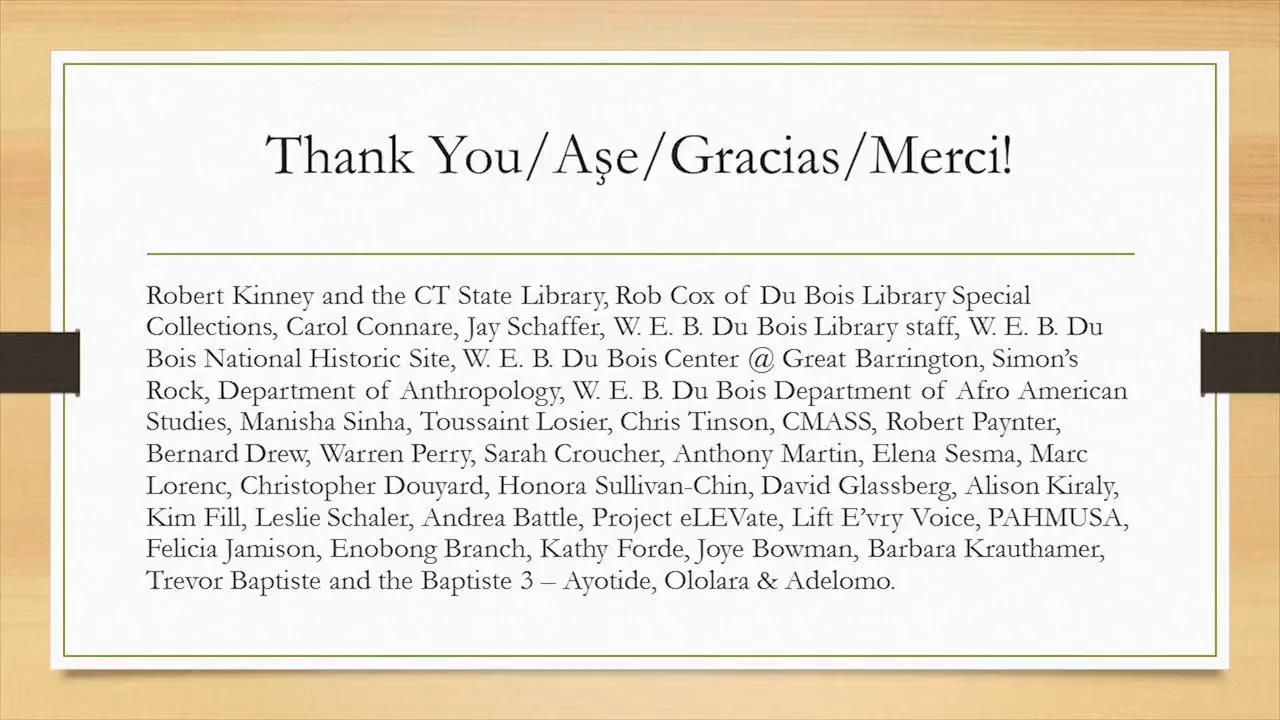 Thank You/Aşe/Gracias/Merci!
Robert Kinney and the CT State Library, Rob Cox of Du Bois Library Special
Collections, Carol Connare, Jay Schaffer, W. E. B. Du Bois Library staff, W. E. B. Du
Bois National Historic Site, W. E. B. Du Bois Center @ Great Barrington, Simon’s
Rock, Department of Anthropology, W. E. B. Du Bois Department of Afro American
Studies, Manisha Sinha, Toussaint Losier, Chris Tinson, CMASS, Robert Paynter,
Bernard Drew, Warren Perry, Sarah Croucher, Anthony Martin, Elena Sesma, Marc
Lorenc, Christopher Douyard, Honora Sullivan-Chin, David Glassberg, Alison Kiraly,
Kim Fill, Leslie Schaler, Andrea Battle, Project eLEVate, Lift E’vry Voice, PAHMUSA,
Felicia Jamison, Enobong Branch, Kathy Forde, Joye Bowman, Barbara Krauthamer,
Trevor Baptiste and the Baptiste 3 – Ayotide, Ololara & Adelomo.